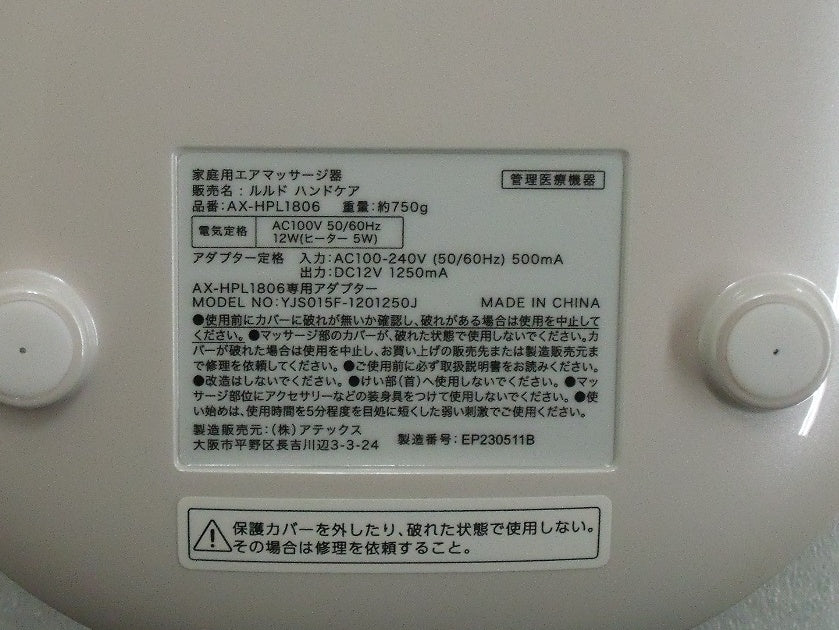 家庭用エアマッサージ器
管理医療機器
販売名：ルルド ハンドケア
品番：AX-HPL1806　重量：約750g
電気定格 AC100V 50/60Hz
12W(ヒーター 5W)
アダプター定格　入力：AC100-240V (50/60Hz) 500mA
出力：DC12V 1250mA
AX-HPL1806専用アダプター
MODEL NO：YJS015F-1201250J　MADE IN CHINA
●使用前にカバーに破れが無いか確認し、破れがある場合は使用を中止して
ください。●マッサージ部のカバーが、破れた状態で使用しないでください。カ
バーが破れた場合は使用を中止し、お買い上げの販売先または製造販売元ま
で修理を依頼してください。●ご使用前に必ず取扱説明書をお読みください。
●改造はしないでください。●けい部（首）へ使用しないでください。●マッ
サージ部位にアクセサリーなどの装身具をつけて使用しないでください。●使
い始めは、使用時間を5分程度を目処に短くした弱い刺激でご使用ください。
製造販売元：（株）アテックス
大阪市平野区長吉川辺3-3-24　製造番号：EP230511B
保護カバーを外したり、破れた状態で使用しない。
その場合は修理を依頼すること。